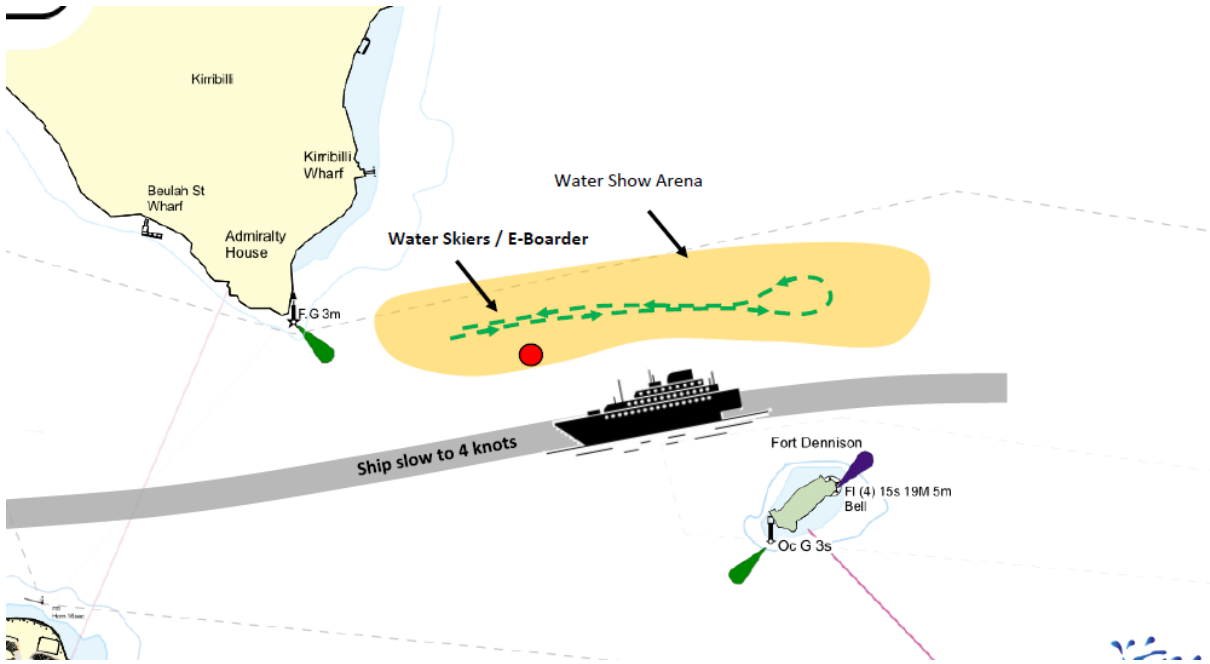 Kirribilli
Kirribilli
Wharf
Water Show Arena
Beulah St
Wharf
Water Skiers / E-Boarder
Admiralty
House
F.G 3m
Ship slow to 4 knots
Fort Dennison
Fl (4) 15s 19M 5m
Bell
Oc G 3s